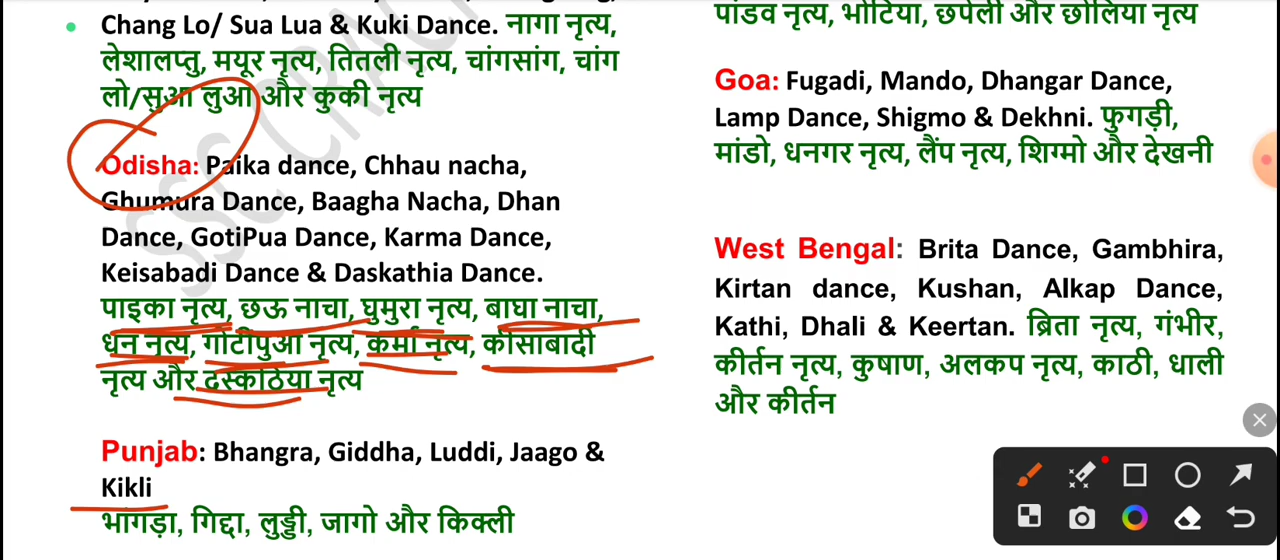 Chang Lo/ Sua Lua & Kuki Dance. नागा नृत्य,
लेशालप्तु, मयूर नृत्य, तितली नृत्य, चांगसांग, चांग
लो/सुआ लुआ और कुकी नृत्य
Odisha: Paika dance, Chhau nacha,
Ghumura Dance, Baagha Nacha, Dhan
Dance, GotiPua Dance, Karma Dance,
Keisabadi Dance & Daskathia Dance.
पाइका नृत्य, छऊ नाचा, घुमुरा नृत्य, बाघा नाचा,
धन नृत्य, गोटीपुआ नृत्य, कर्मा नृत्य, कीसाबादी
नृत्य और दस्कठिया नृत्य
Punjab: Bhangra, Giddha, Luddi, Jaago &
Kikli
भांगड़ा, गिद्दा, लुड्डी, जागो और किक्ली
पांडव नृत्य, भोटिया, छपेली और छोलिया नृत्य
Goa: Fugadi, Mando, Dhangar Dance,
Lamp Dance, Shigmo & Dekhni. फुगड़ी,
मांडो, धनगर नृत्य, लैंप नृत्य, शिग्मो और देखनी
West Bengal: Brita Dance, Gambhira,
Kirtan dance, Kushan, Alkap Dance,
Kathi, Dhali & Keertan. ब्रिता नृत्य, गंभीर,
कीर्तन नृत्य, कुषाण, अलकप नृत्य, काठी, धाली
और कीर्तन